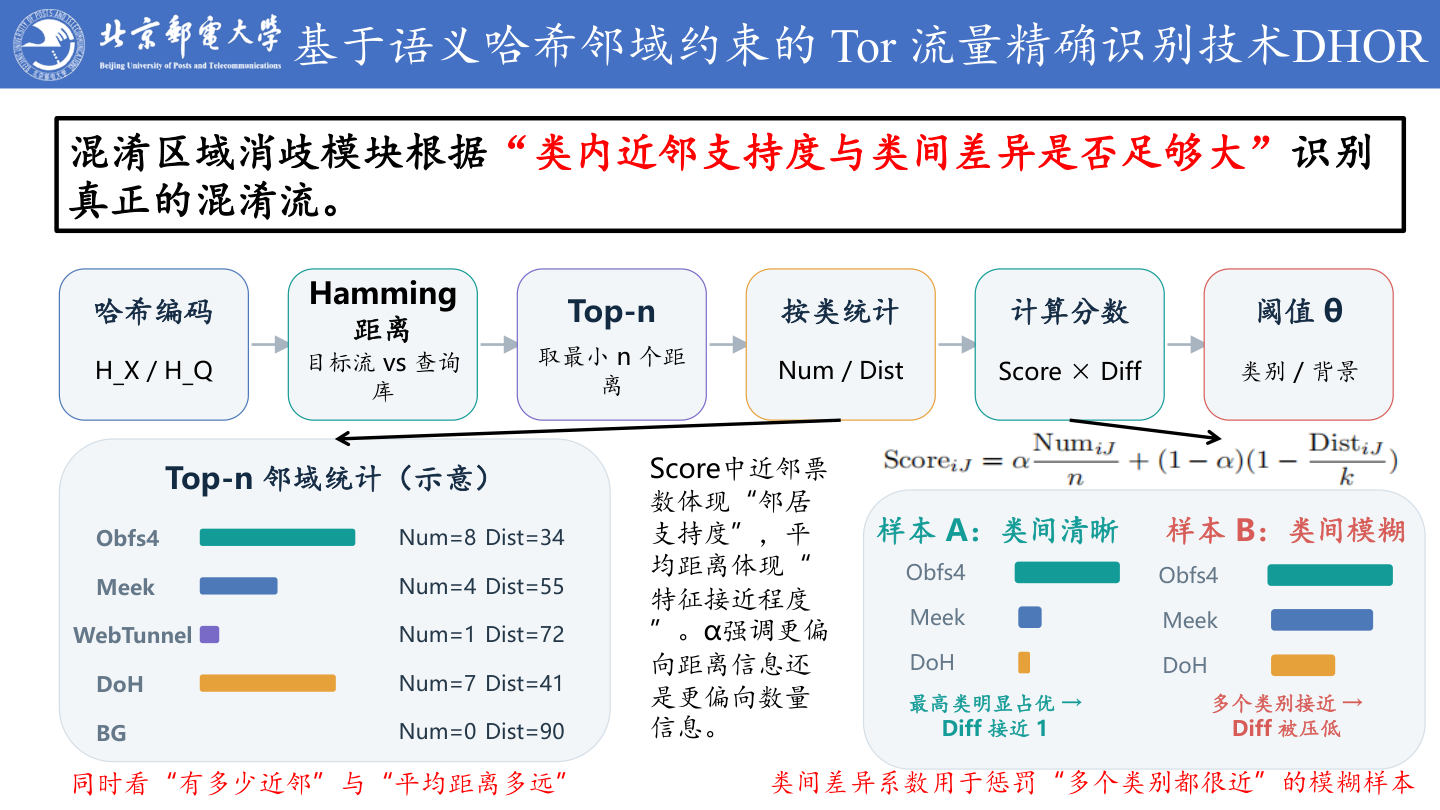 北京郵電大學
Beijing University of Posts and Telecommunications
基于语义哈希邻域约束的 Tor 流量精确识别技术DHOR
混淆区域消歧模块根据“类内近邻支持度与类间差异是否足够大”识别
真正的混淆流。
哈希编码
H_X / H_Q
Hamming
距离
目标流 vs 查询
库
Top-n
取最小 n 个距
离
按类统计
Num / Dist
计算分数
Score × Diff
阈值 θ
类别 / 背景
Top-n 邻域统计（示意）
Obfs4 Num=8 Dist=34
Meek Num=4 Dist=55
WebTunnel Num=1 Dist=72
DoH Num=7 Dist=41
BG Num=0 Dist=90
同时看“有多少近邻”与“平均距离多远”
Score中近邻票
数体现“邻居
支持度”，平
均距离体现“
特征接近程度
”。α强调更偏
向距离信息还
是更偏向数量
信息。
Score_{iJ} = α Num_{iJ}/n + (1 − α)(1 − Dist_{iJ}/k)
样本 A：类间清晰
Obfs4
Meek
DoH
最高类明显占优 →
Diff 接近 1
样本 B：类间模糊
Obfs4
Meek
DoH
多个类别接近 →
Diff 被压低
类间差异系数用于惩罚“多个类别都很近”的模糊样本